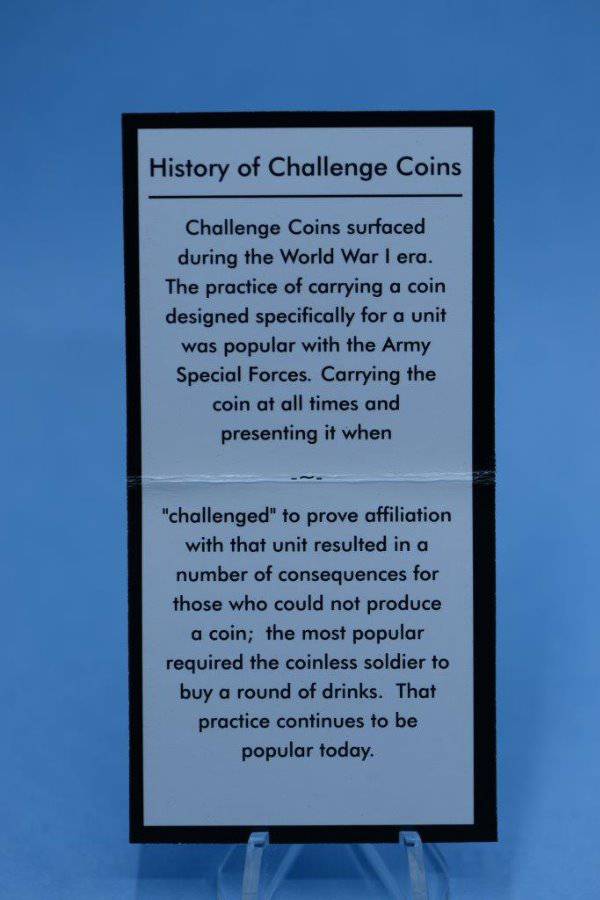 History of Challenge Coins
Challenge Coins surfaced
during the World War I era.
The practice of carrying a coin
designed specifically for a unit
was popular with the Army
Special Forces. Carrying the
coin at all times and
presenting it when
-~-
"challenged" to prove affiliation
with that unit resulted in a
number of consequences for
those who could not produce
a coin; the most popular
required the coinless soldier to
buy a round of drinks. That
practice continues to be
popular today.